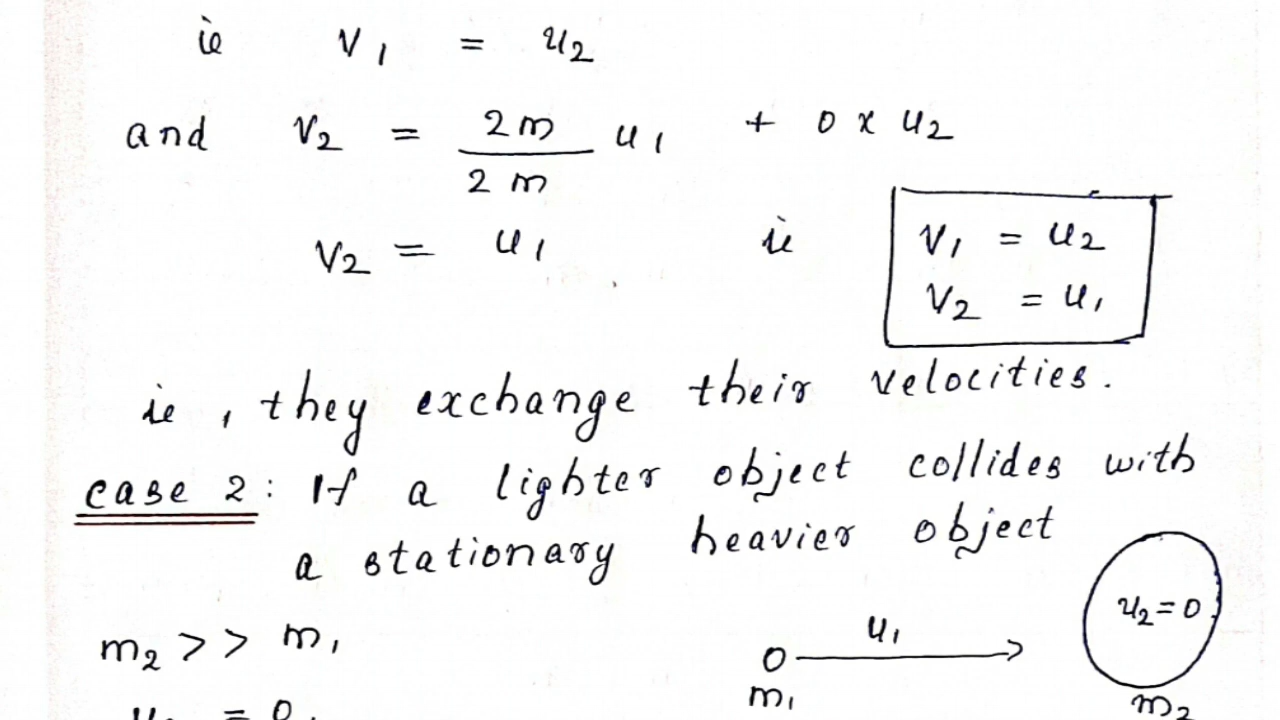 ie v₁ = u₂
and v₂ = 2m/2m u₁ + 0 x u₂
v₂ = u₁ ie v₁ = u₂
v₂ = u₁
ie, they exchange their velocities.
case 2: If a lighter object collides with
a stationary heavier object
m₂ >> m₁
u₁
u₂=0
m₁
m₂
= 0.